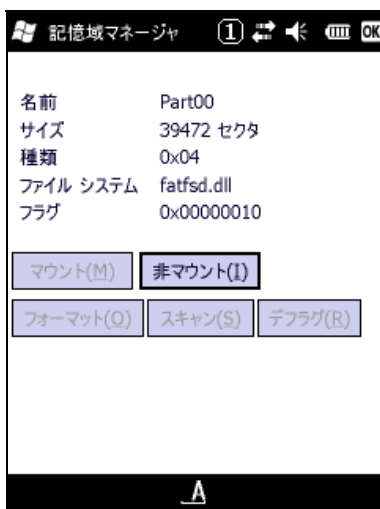 記憶域マネージャ 1 OK
名前 Part00
サイズ 39472 セクタ
種類 0x04
ファイル システム fatfsd.dll
フラグ 0x00000010
マウント(M) 非マウント(I)
フォーマット(O) スキャン(S) デフラグ(R)
A